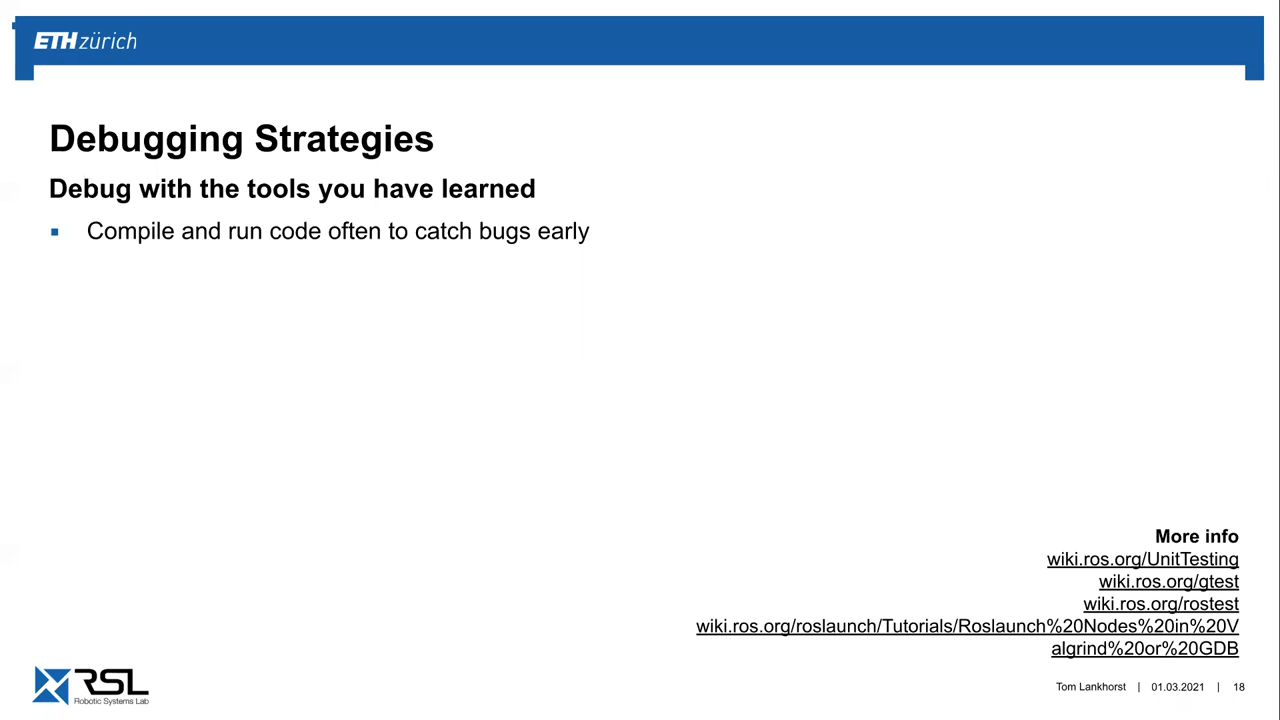 ETH zürich
Debugging Strategies
Debug with the tools you have learned
▪ Compile and run code often to catch bugs early
More info
wiki.ros.org/UnitTesting
wiki.ros.org/gtest
wiki.ros.org/rostest
wiki.ros.org/roslaunch/Tutorials/Roslaunch%20Nodes%20in%20V
algrind%20or%20GDB
RSL
Robotic Systems Lab
Tom Lankhorst | 01.03.2021 | 18